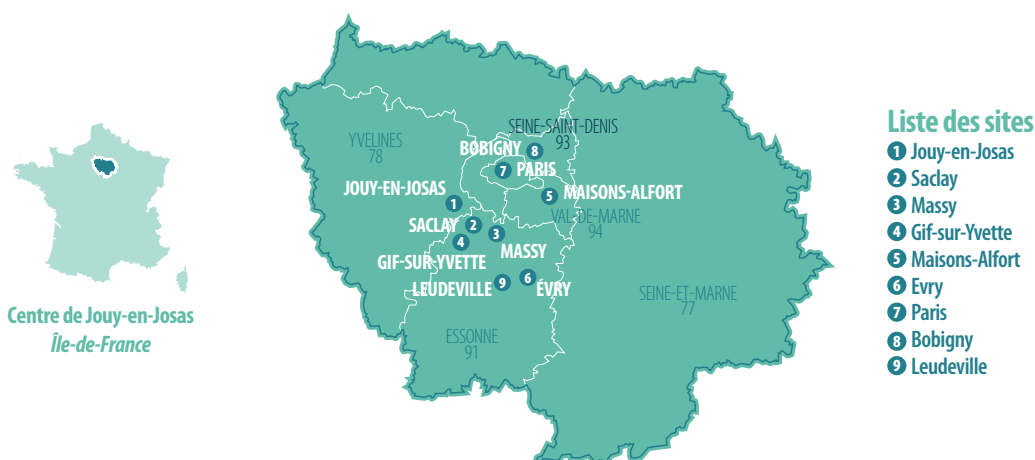 Centre de Jouy-en-Josas
Île-de-France
YVELINES
78
SEINE-SAINT-DENIS
93
BOBIGNY
8
7
PARIS
JOUY-EN-JOSAS
1
5
MAISONS-ALFORT
VAL-DE-MARNE
94
SACLAY
2
3
4
MASSY
GIF-SUR-YVETTE
LEUDEVILLE
9
6
ÉVRY
SEINE-ET-MARNE
77
ESSONNE
91
Liste des sites
1 Jouy-en-Josas
2 Saclay
3 Massy
4 Gif-sur-Yvette
5 Maisons-Alfort
6 Evry
7 Paris
8 Bobigny
9 Leudeville